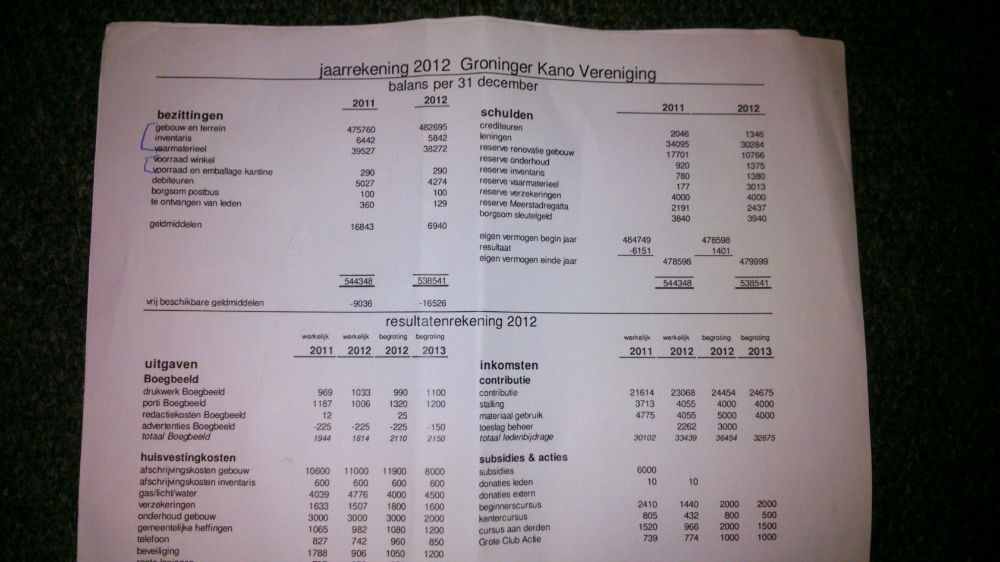 jaarrekening 2012 Groninger Kano Vereniging
balans per 31 december
2011 2012
bezittingen
gebouw en terrein 475760 482695
inventaris 6442 5842
vaarmaterieel 39527 38272
voorraad winkel
voorraad en emballage kantine 290 290
debiteuren 5027 4274
borgsom postbus 100 100
te ontvangen van leden 360 129
geldmiddelen 16843 6940
544348 538541
vrij beschikbare geldmiddelen -9036 -16526
2011 2012
schulden
crediteuren 2046 1346
leningen 34095 30284
reserve renovatie gebouw 17701 10766
reserve onderhoud 920 1375
reserve inventaris 780 1380
reserve vaarmaterieel 177 3013
reserve verzekeringen 4000 4000
reserve Meerstadregatta 2191 2437
borgsom sleutelgeld 3840 3940
eigen vermogen begin jaar 484749 478598
resultaat -6151 1401
eigen vermogen einde jaar 478598 479999
544348 538541
resultatenrekening 2012
werkelijk werkelijk begroting begroting
2011 2012 2012 2013
uitgaven
Boegbeeld
drukwerk Boegbeeld 969 1033 990 1100
porti Boegbeeld 1187 1006 1320 1200
redactiekosten Boegbeeld 12 25
advertenties Boegbeeld -225 -225 -225 -150
totaal Boegbeeld 1944 1814 2110 2150
huisvestingkosten
afschrijvingskosten gebouw 10600 11000 11900 8000
afschrijvingskosten inventaris 600 600 600 600
gas/licht/water 4039 4776 4000 4500
verzekeringen 1633 1507 1800 1600
onderhoud gebouw 3000 3000 3000 2000
gemeentelijke heffingen 1065 982 1080 1200
telefoon 827 742 960 850
beveiliging 1788 906 1050 1200
werkelijk werkelijk begroting begroting
2011 2012 2012 2013
inkomsten
contributie
contributie 21614 23068 24454 24675
stalling 3713 4055 4000 4000
materiaal gebruik 4775 4055 5000 4000
toeslag beheer 2262 3000
totaal ledenbijdrage 30102 33439 36454 32675
subsidies & acties
subsidies 6000
donaties leden 10 10
donaties extern
beginnerscursus 2410 1440 2000 2000
kentercursus 805 432 800 500
cursus aan derden 1520 966 2000 1500
Grote Club Actie 739 774 1000 1000